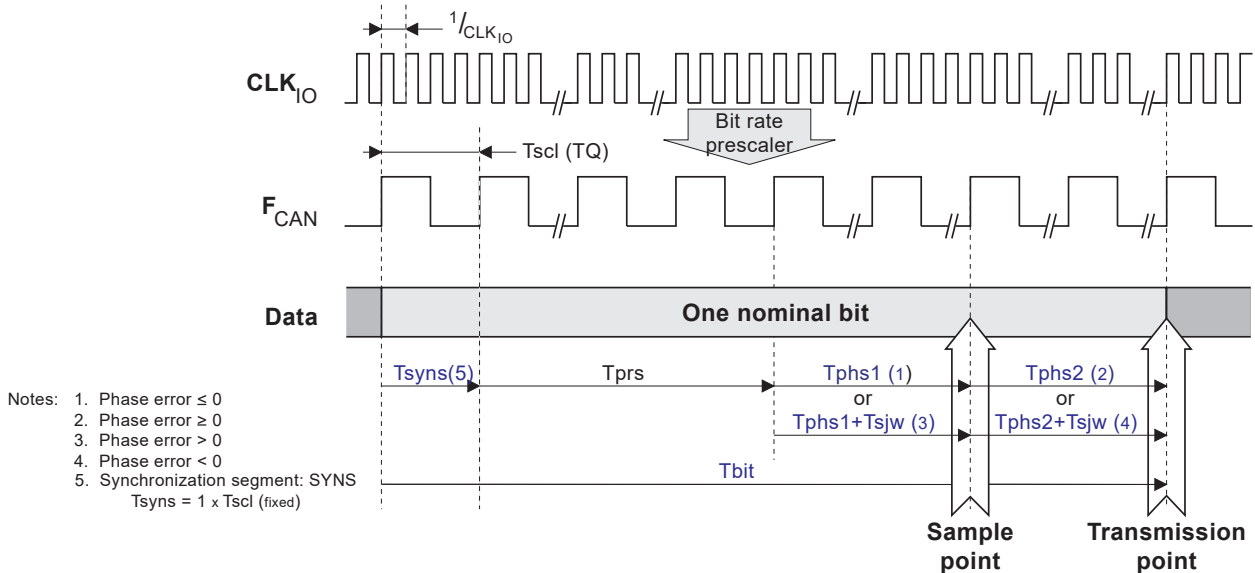 1/CLKIO
CLKIO
Bit rate
prescaler
Tscl (TQ)
FCAN
Data
One nominal bit
Tsyns(5)
Tprs
Tphs1 (1)
Tphs2 (2)
or
or
Tphs1+Tsjw (3)
Tphs2+Tsjw (4)
Tbit
Notes: 1. Phase error ≤ 0
2. Phase error ≥ 0
3. Phase error > 0
4. Phase error < 0
5. Synchronization segment: SYNS
Tsyns = 1 x Tscl (fixed)
Sample
point
Transmission
point